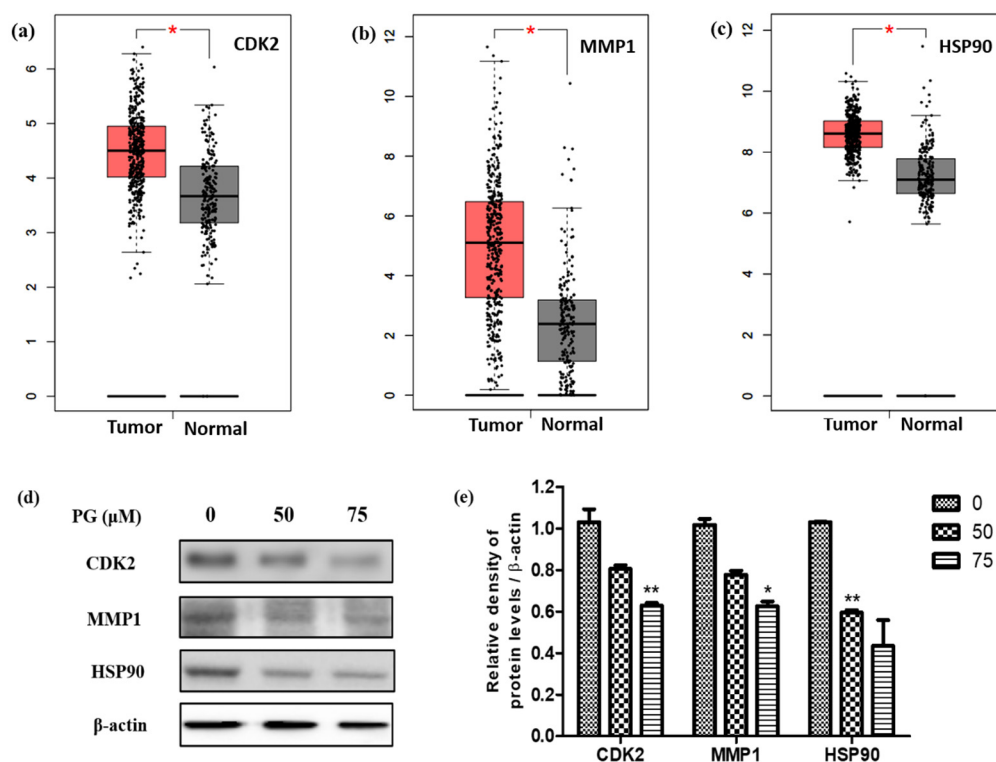 (a)
*
CDK2
6
5
4
3
2
1
0
Tumor Normal
(b)
*
MMP1
12
10
8
6
4
2
0
Tumor Normal
(c)
*
HSP90
12
10
8
6
4
2
0
Tumor Normal
(d)
PG (µM) 0 50 75
CDK2
MMP1
HSP90
β-actin
(e)
Relative density of
protein levels / β-actin
1.2
1.0
0.8
0.6
0.4
0.2
0.0
** * **
CDK2 MMP1 HSP90
0
50
75